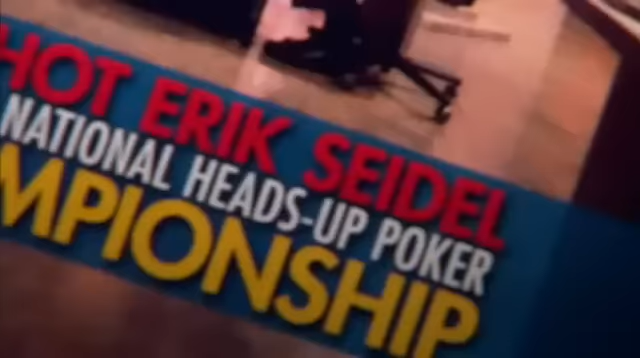 HOT ERIK SEIDEL
NATIONAL HEADS-UP POKER
MPIONSHIP